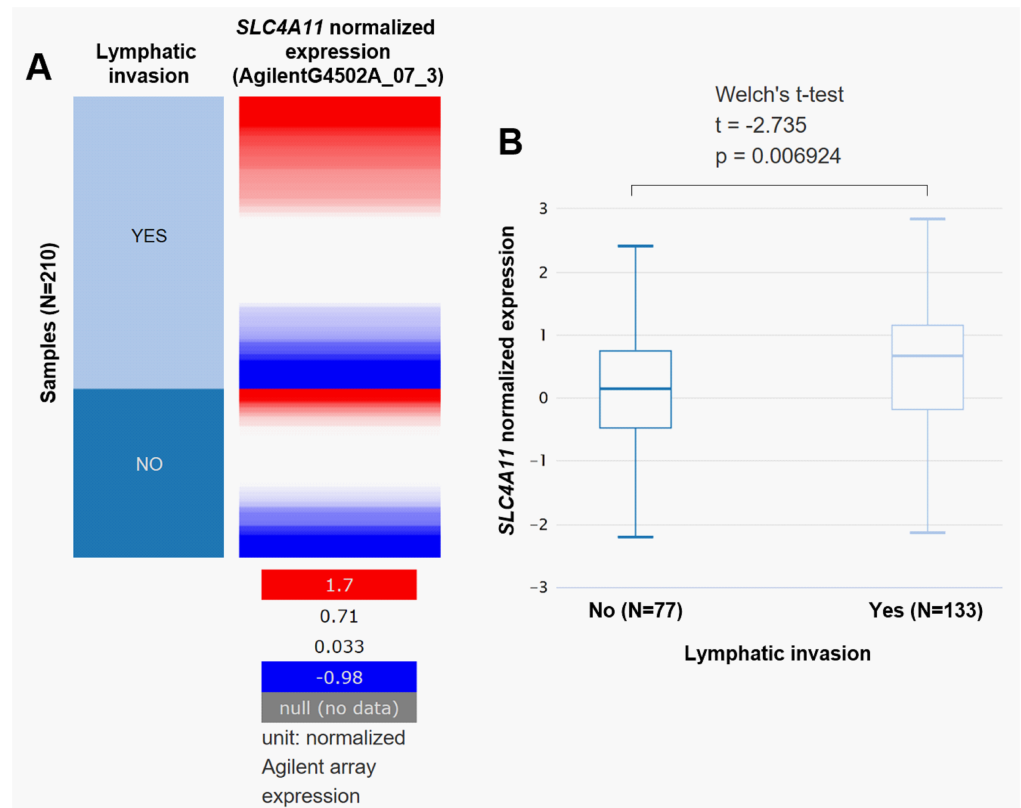 A
Lymphatic
invasion
SLC4A11 normalized
expression
(AgilentG4502A_07_3)
Samples (N=210)
YES
NO
1.7
0.71
0.033
-0.98
null (no data)
unit: normalized
Agilent array
expression
B
Welch's t-test
t = -2.735
p = 0.006924
SLC4A11 normalized expression
3
2
1
0
−1
−2
−3
No (N=77)
Yes (N=133)
Lymphatic invasion